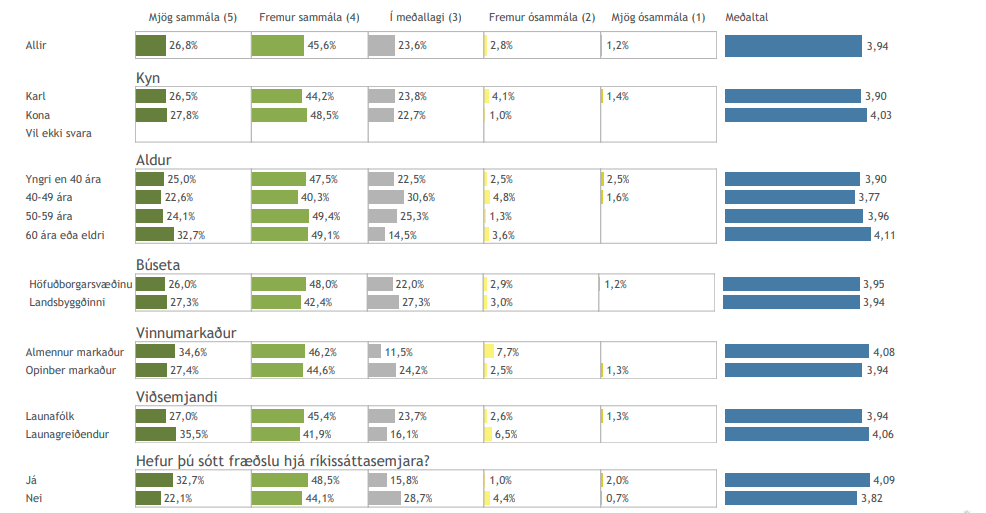 Mjög sammála (5) Fremur sammála (4) Í meðallagi (3) Fremur ósammála (2) Mjög ósammála (1) Meðaltal
Allir 26,8% 45,6% 23,6% 2,8% 1,2% 3,94
Kyn
Karl 26,5% 44,2% 23,8% 4,1% 1,4% 3,90
Kona 27,8% 48,5% 22,7% 1,0% 4,03
Vil ekki svara
Aldur
Yngri en 40 ára 25,0% 47,5% 22,5% 2,5% 2,5% 3,90
40-49 ára 22,6% 40,3% 30,6% 4,8% 1,6% 3,77
50-59 ára 24,1% 49,4% 25,3% 1,3% 3,96
60 ára eða eldri 32,7% 49,1% 14,5% 3,6% 4,11
Búseta
Höfuðborgarsvæðinu 26,0% 48,0% 22,0% 2,9% 1,2% 3,95
Landsbyggðinni 27,3% 42,4% 27,3% 3,0% 3,94
Vinnumarkaður
Almennur markaður 34,6% 46,2% 11,5% 7,7% 4,08
Opinber markaður 27,4% 44,6% 24,2% 2,5% 1,3% 3,94
Viðsemjandi
Launafólk 27,0% 45,4% 23,7% 2,6% 1,3% 3,94
Launagreiðendur 35,5% 41,9% 16,1% 6,5% 4,06
Hefur þú sótt fræðslu hjá ríkissáttasemjara?
Já 32,7% 48,5% 15,8% 1,0% 2,0% 4,09
Nei 22,1% 44,1% 28,7% 4,4% 0,7% 3,82